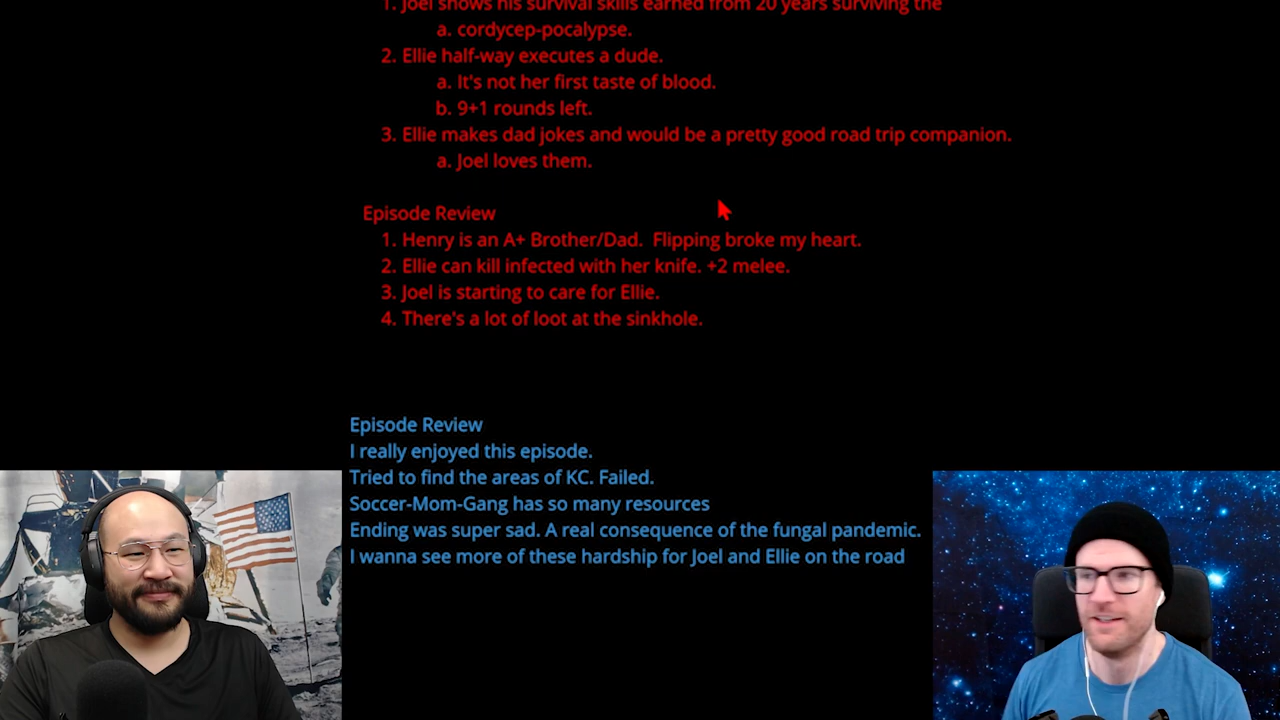 1. Joel shows his survival skills earned from 20 years surviving the
a. cordycep-pocalypse.
2. Ellie half-way executes a dude.
a. It's not her first taste of blood.
b. 9+1 rounds left.
3. Ellie makes dad jokes and would be a pretty good road trip companion.
a. Joel loves them.
Episode Review
1. Henry is an A+ Brother/Dad.  Flipping broke my heart.
2. Ellie can kill infected with her knife. +2 melee.
3. Joel is starting to care for Ellie.
4. There's a lot of loot at the sinkhole.
Episode Review
I really enjoyed this episode.
Tried to find the areas of KC. Failed.
Soccer-Mom-Gang has so many resources
Ending was super sad. A real consequence of the fungal pandemic.
I wanna see more of these hardship for Joel and Ellie on the road